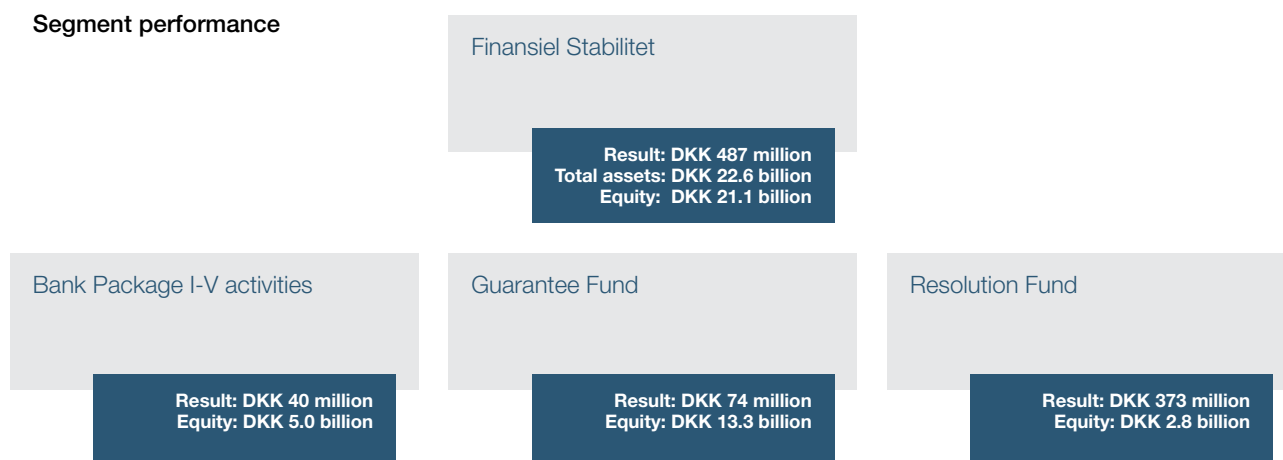 Segment performance
Finansiel Stabilitet
Result: DKK 487 million
Total assets: DKK 22.6 billion
Equity: DKK 21.1 billion
Bank Package I-V activities
Result: DKK 40 million
Equity: DKK 5.0 billion
Guarantee Fund
Result: DKK 74 million
Equity: DKK 13.3 billion
Resolution Fund
Result: DKK 373 million
Equity: DKK 2.8 billion